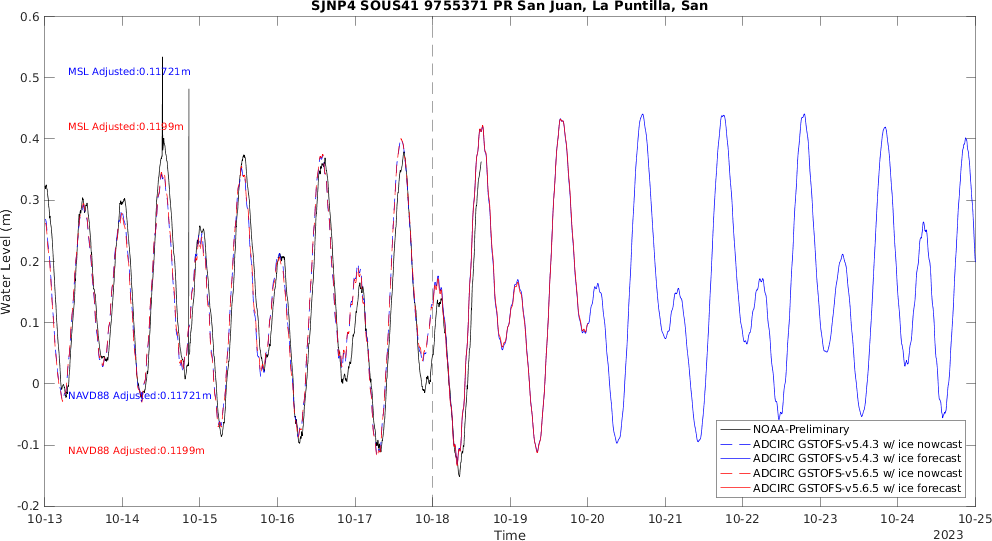 SJNP4 SOUS41 9755371 PR San Juan, La Puntilla, San
0.6
0.5
0.4
0.3
0.2
0.1
0
-0.1
-0.2
Water Level (m)
MSL Adjusted:0.11721m
MSL Adjusted:0.1199m
NAVD88 Adjusted:0.11721m
NAVD88 Adjusted:0.1199m
NOAA-Preliminary
ADCIRC GSTOFS-v5.4.3 w/ ice nowcast
ADCIRC GSTOFS-v5.4.3 w/ ice forecast
ADCIRC GSTOFS-v5.6.5 w/ ice nowcast
ADCIRC GSTOFS-v5.6.5 w/ ice forecast
10-13 10-14 10-15 10-16 10-17 10-18 10-19 10-20 10-21 10-22 10-23 10-24 10-25
Time
2023